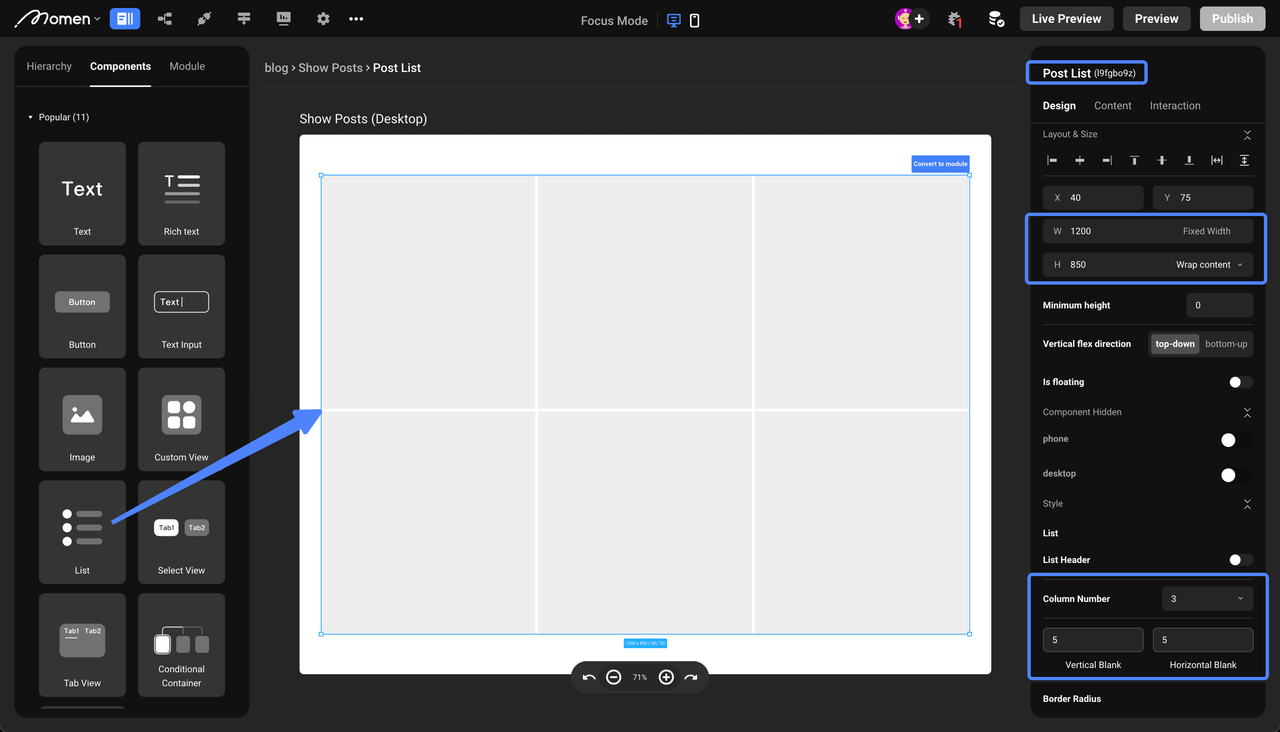 Momen
Focus Mode
1
Live Preview
Preview
Publish
Hierarchy
Components
Module
Popular (11)
Text
Text
T
Rich text
Button
Button
Text
Text Input
Image
Custom View
List
Tab1 Tab2
Select View
Tab1 Tab2
Tab View
Conditional
Container
blog › Show Posts › Post List
Show Posts (Desktop)
Convert to module
1200 x 850 | (40, 75)
71%
Post List (l9fgbo9z)
Design
Content
Interaction
Layout & Size
X 40
Y 75
W 1200 Fixed Width
H 850 Wrap content
Minimum height 0
Vertical flex direction top-down bottom-up
Is floating
Component Hidden
phone
desktop
Style
List
List Header
Column Number 3
5 5
Vertical Blank Horizontal Blank
Border Radius